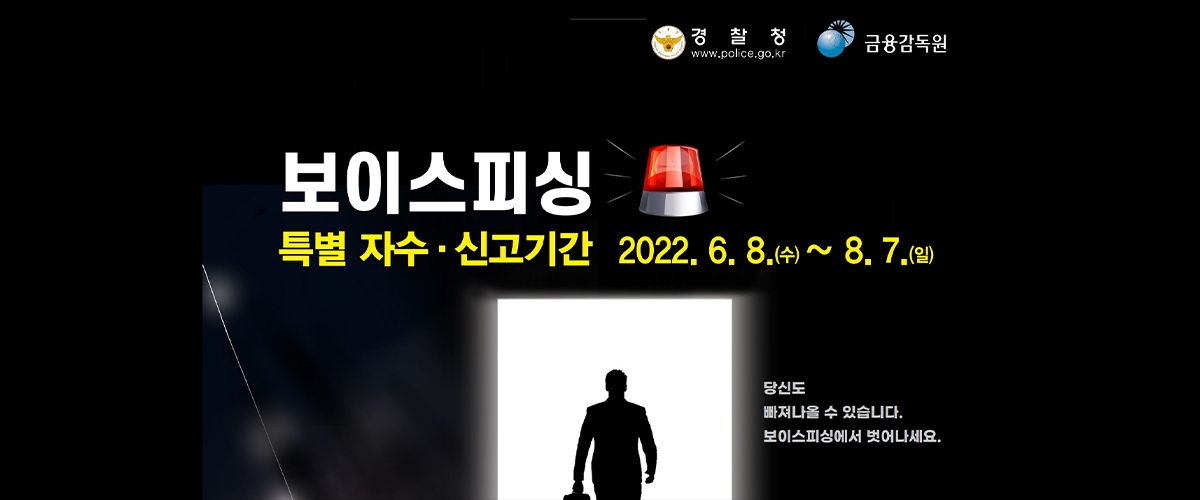 경찰청
www.police.go.kr
금융감독원
보이스피싱
특별 자수·신고기간 2022. 6. 8.(수) ~ 8. 7.(일)
당신도
빠져나올 수 있습니다.
보이스피싱에서 벗어나세요.